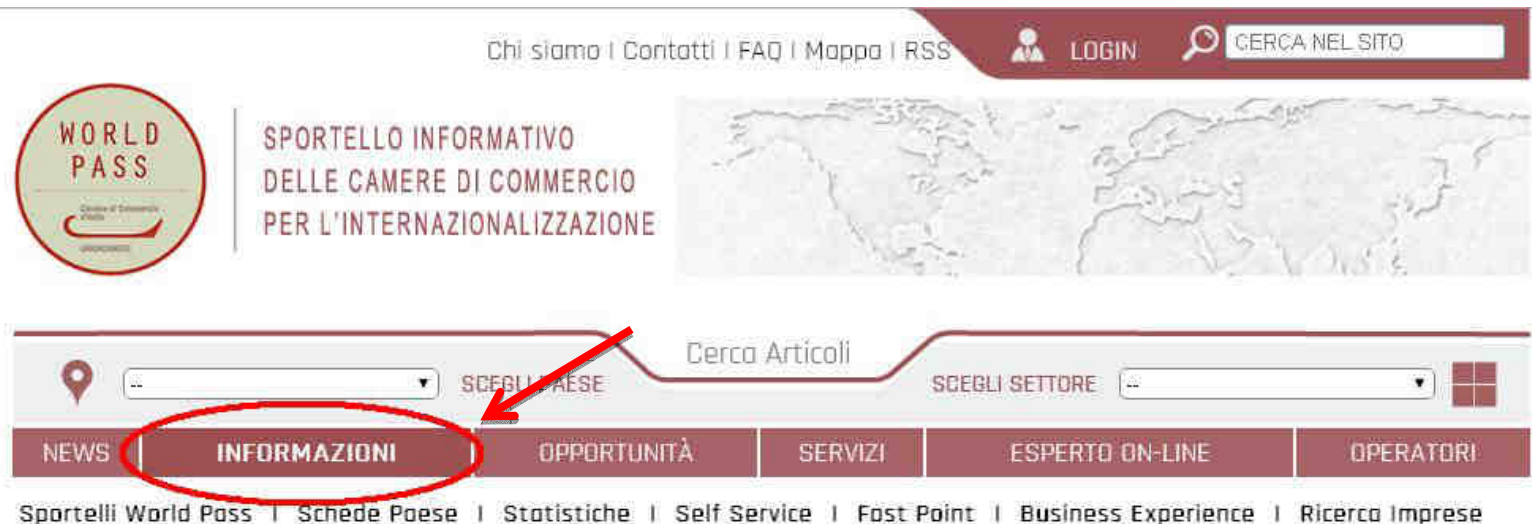 Chi siamo | Contatti | FAQ | Mappa | RSS
LOGIN
CERCA NEL SITO
WORLD
PASS
SPORTELLO INFORMATIVO
DELLE CAMERE DI COMMERCIO
PER L'INTERNAZIONALIZZAZIONE
Cerca Articoli
--
SCEGLI PAESE
SCEGLI SETTORE
--
NEWS
INFORMAZIONI
OPPORTUNITÀ
SERVIZI
ESPERTO ON-LINE
OPERATORI
Sportelli World Pass | Schede Paese | Statistiche | Self Service | Fast Point | Business Experience | Ricerca Imprese